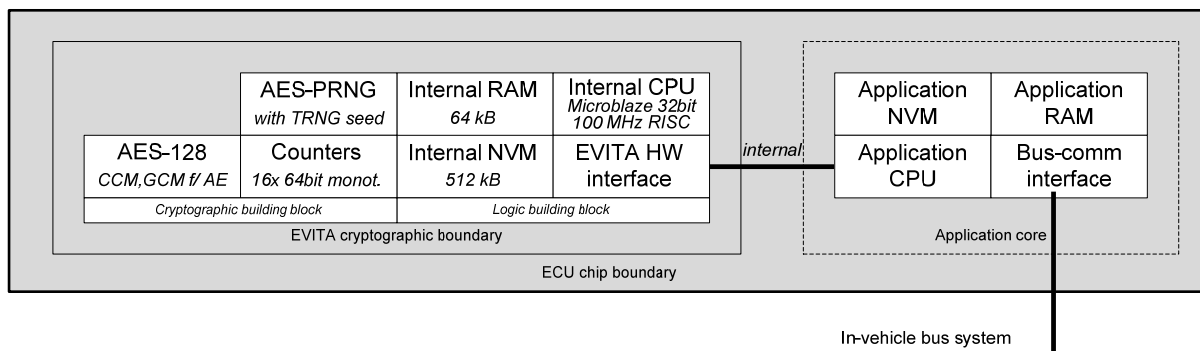 AES-PRNG
with TRNG seed
Internal RAM
64 kB
Internal CPU
Microblaze 32bit
100 MHz RISC
AES-128
CCM,GCM f/ AE
Counters
16x 64bit monot.
Internal NVM
512 kB
EVITA HW
interface
Cryptographic building block
Logic building block
EVITA cryptographic boundary
internal
Application
NVM
Application
RAM
Application
CPU
Bus-comm
interface
Application core
ECU chip boundary
In-vehicle bus system